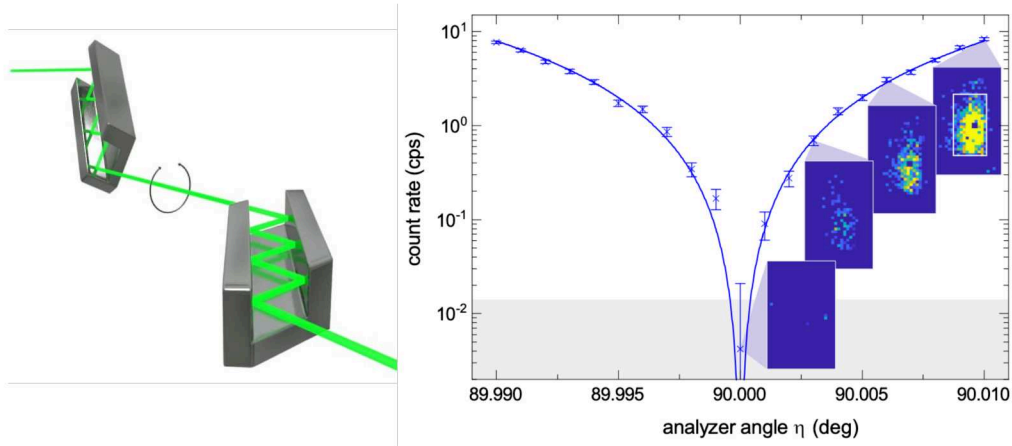 10¹
10⁰
10⁻¹
10⁻²
count rate (cps)
89.990 89.995 90.000 90.005 90.010
analyzer angle η (deg)